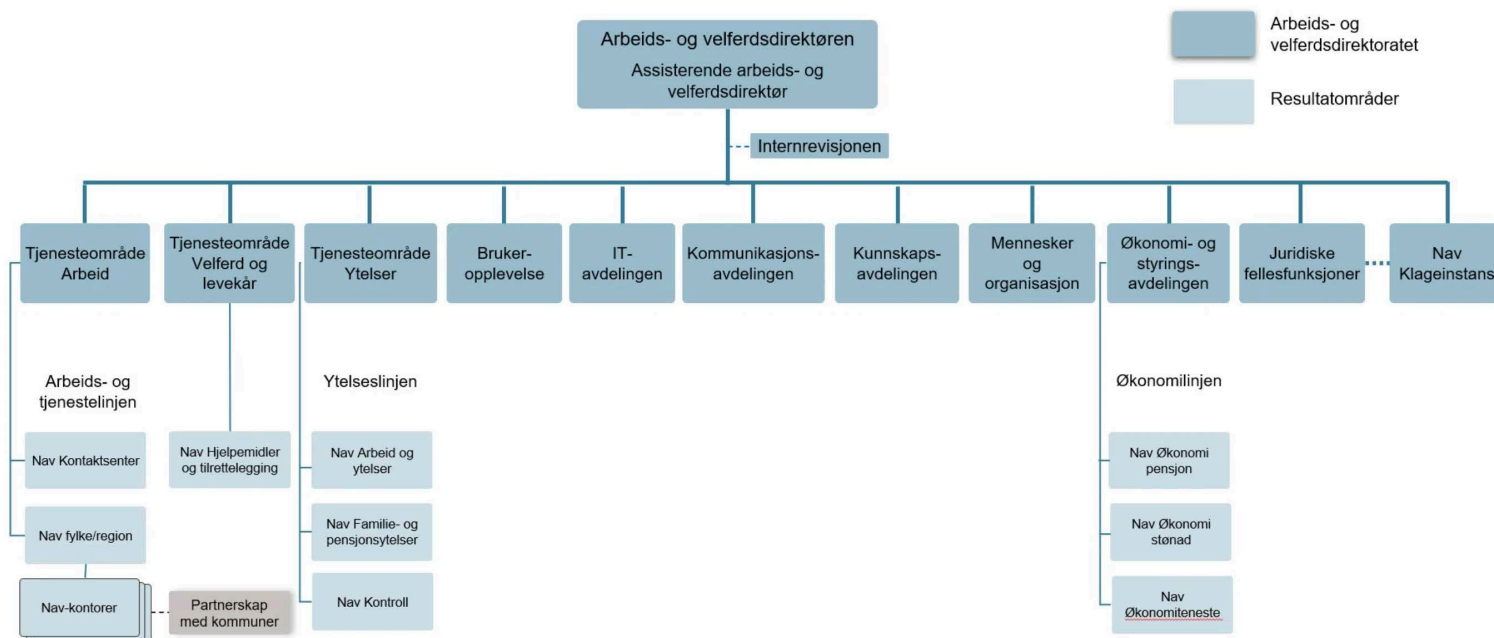 Arbeids- og velferdsdirektøren
Assisterende arbeids- og
velferdsdirektør
Arbeids- og
velferdsdirektoratet
Resultatområder
Internrevisjonen
Tjenesteområde
Arbeid
Tjenesteområde
Velferd og
levekår
Tjenesteområde
Ytelser
Bruker-
opplevelse
IT-
avdelingen
Kommunikasjons-
avdelingen
Kunnskaps-
avdelingen
Mennesker
og
organisasjon
Økonomi- og
styrings-
avdelingen
Juridiske
fellesfunksjoner
Nav
Klageinstans
Arbeids- og
tjenestelinjen
Nav Kontaktsenter
Nav fylke/region
Nav-kontorer
Partnerskap
med kommuner
Nav Hjelpemidler
og tilrettelegging
Ytelseslinjen
Nav Arbeid og
ytelser
Nav Familie- og
pensjonsytelser
Nav Kontroll
Økonomilinjen
Nav Økonomi
pensjon
Nav Økonomi
stønad
Nav
Økonomiteneste